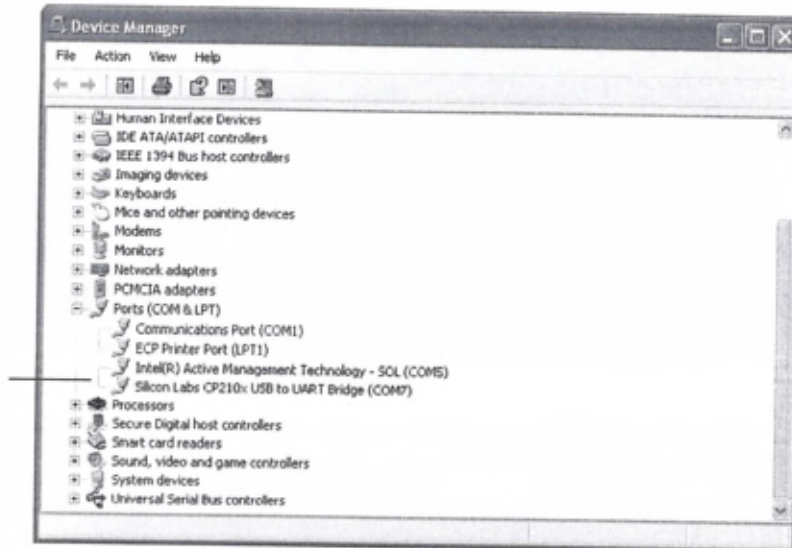 Device Manager
File Action View Help
Human Interface Devices
IDE ATA/ATAPI controllers
IEEE 1394 Bus host controllers
Imaging devices
Keyboards
Mice and other pointing devices
Modems
Monitors
Network adapters
PCMCIA adapters
Ports (COM & LPT)
Communications Port (COM1)
ECP Printer Port (LPT1)
Intel(R) Active Management Technology - SOL (COM5)
Silicon Labs CP210x USB to UART Bridge (COM7)
Processors
Secure Digital host controllers
Smart card readers
Sound, video and game controllers
System devices
Universal Serial Bus controllers